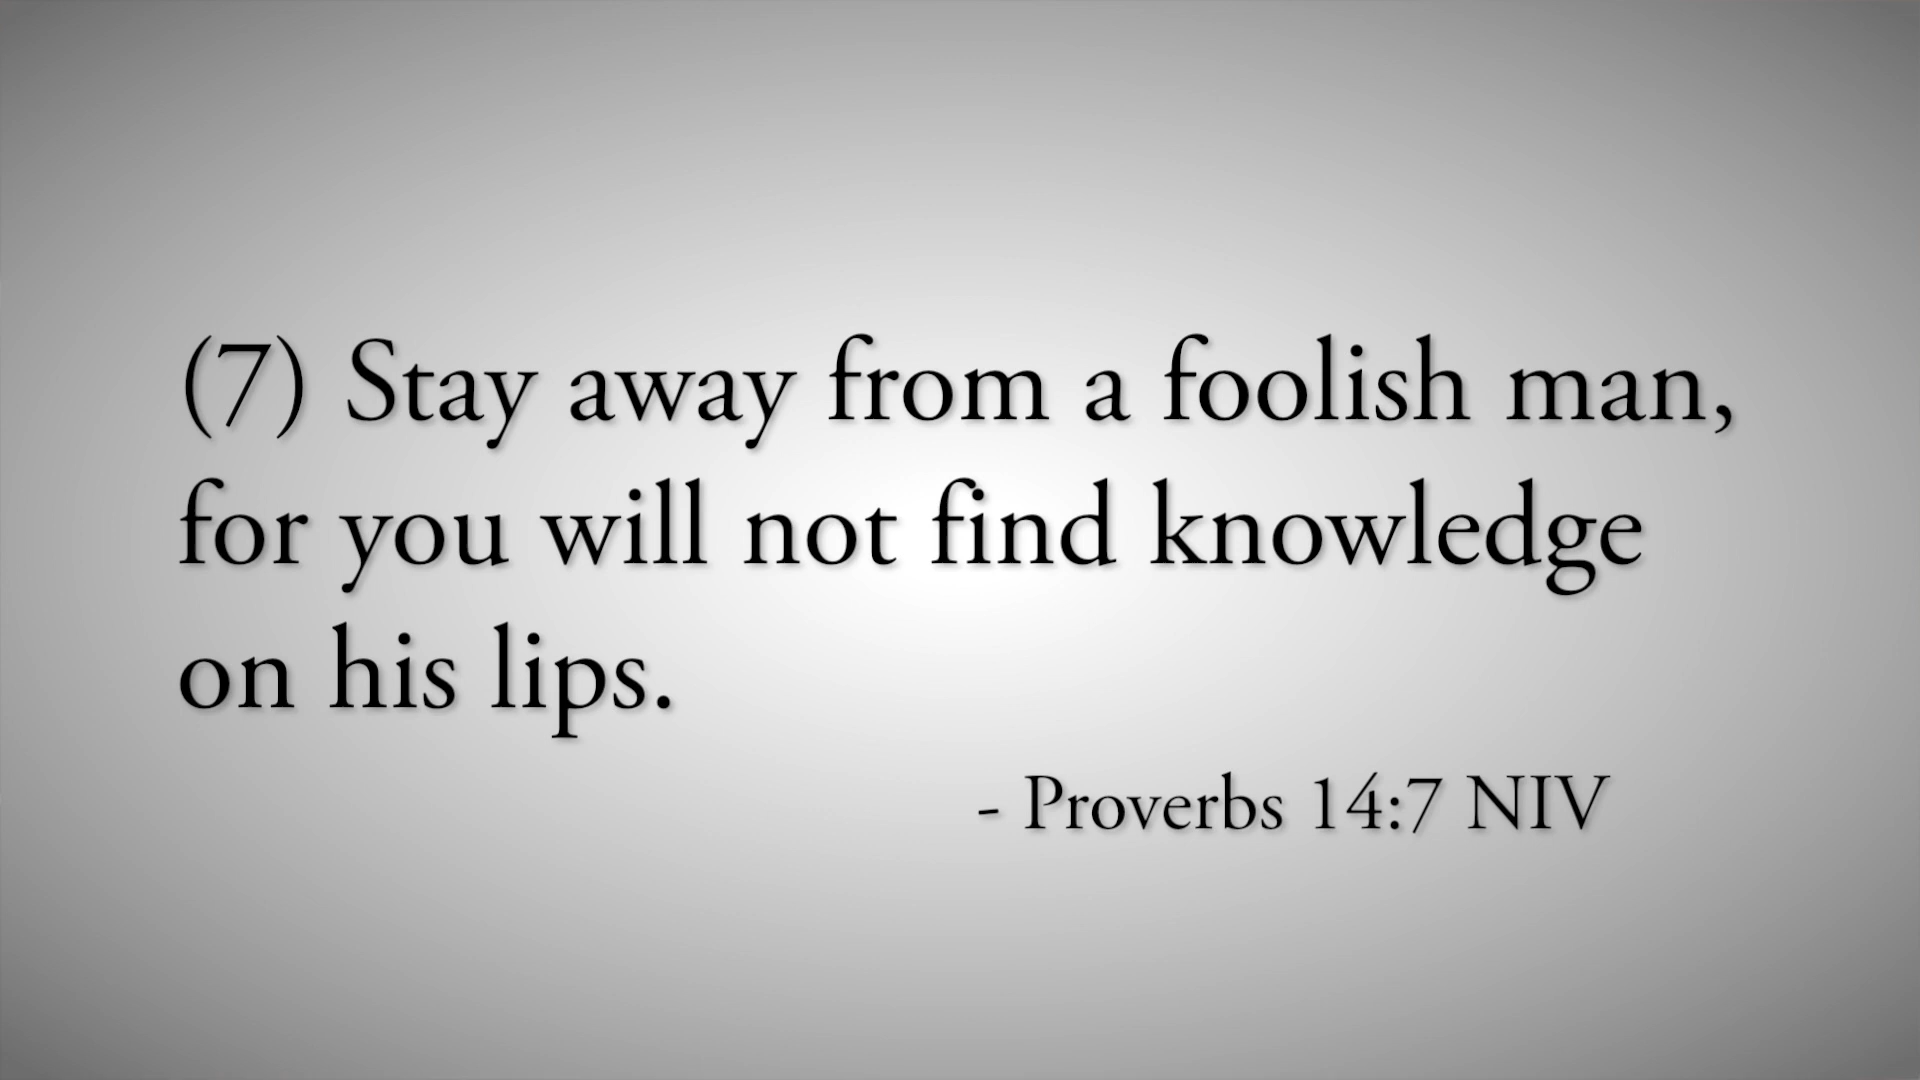 (7) Stay away from a foolish man,
for you will not find knowledge
on his lips.
- Proverbs 14:7 NIV